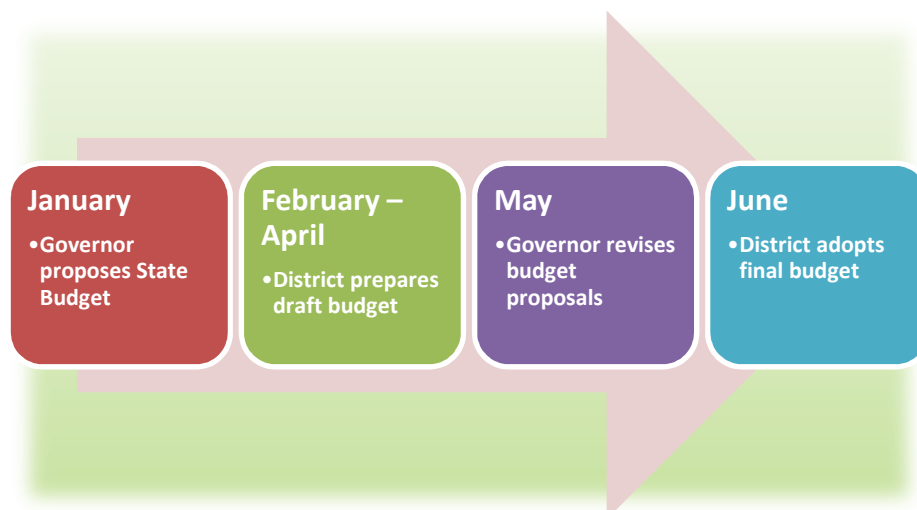 January
•Governor
proposes State
Budget
February –
April
•District prepares
draft budget
May
•Governor revises
budget
proposals
June
•District adopts
final budget